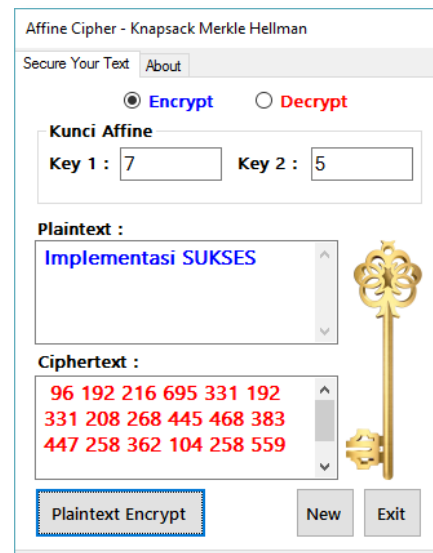 Affine Cipher - Knapsack Merkle Hellman
Secure Your Text About
Encrypt Decrypt
Kunci Affine
Key 1 : 7 Key 2 : 5
Plaintext :
Implementasi SUKSES
Ciphertext :
96 192 216 695 331 192
331 208 268 445 468 383
447 258 362 104 258 559
Plaintext Encrypt New Exit